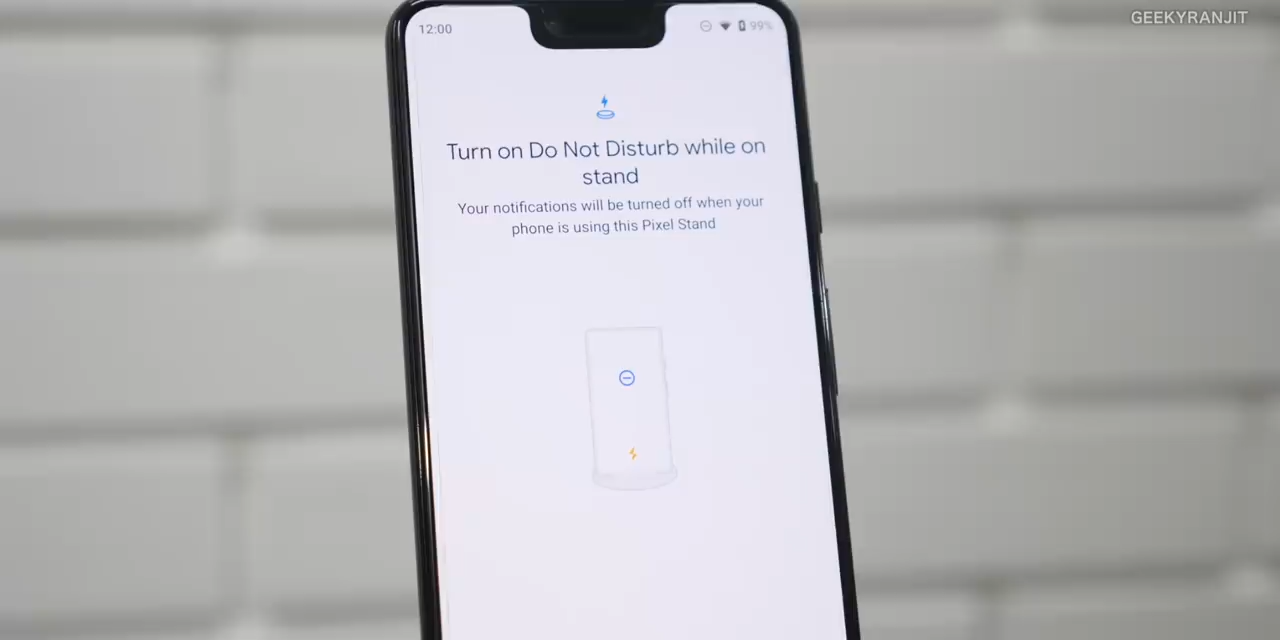 GEEKYRANJIT
12:00
99%
Turn on Do Not Disturb while on
stand
Your notifications will be turned off when your
phone is using this Pixel Stand